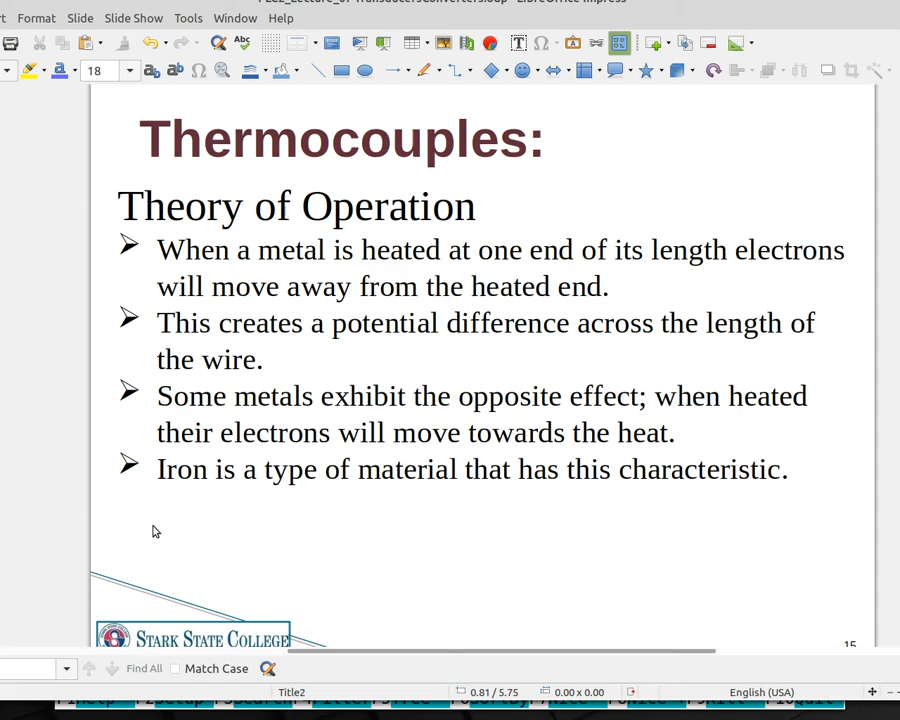 Format Slide Slide Show Tools Window Help
18
Thermocouples:
Theory of Operation
When a metal is heated at one end of its length electrons
will move away from the heated end.
This creates a potential difference across the length of
the wire.
Some metals exhibit the opposite effect; when heated
their electrons will move towards the heat.
Iron is a type of material that has this characteristic.
STARK STATE COLLEGE
15
Find All Match Case
Title2 0.81 / 5.75 0.00 x 0.00 English (USA)